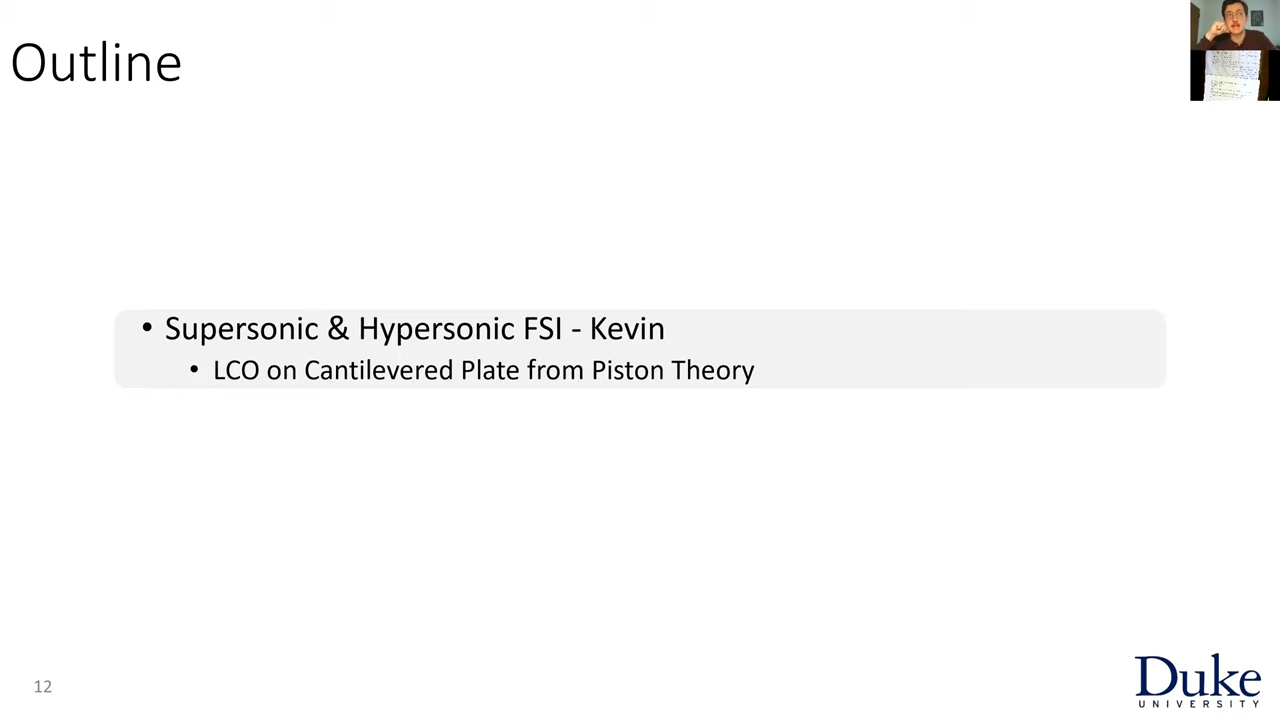 Outline
• Supersonic & Hypersonic FSI - Kevin
• LCO on Cantilevered Plate from Piston Theory
12
Duke
UNIVERSITY